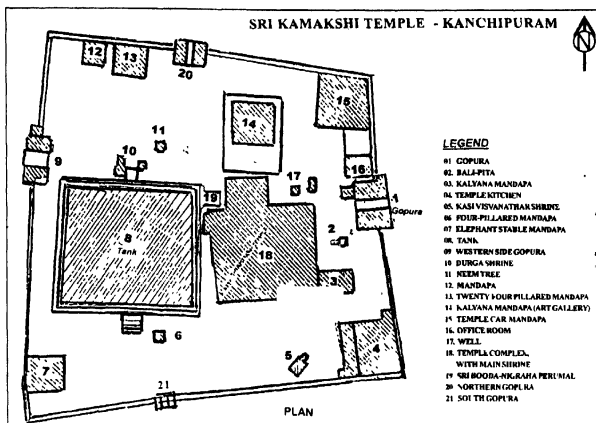 SRI KAMAKSHI TEMPLE - KANCHIPURAM
N
12
13
20
15
14
11
10
9
16
17
1
Gopura
19
8
Tank
2
18
3
6
7
5
4
21
PLAN
LEGEND
01 GOPURA
02. BALI-PITA
03. KALYANA MANDAPA
04. TEMPLE KITCHEN
05. KASI VISVANATHAR SHRINE
06 FOUR-PILLARED MANDAPA
07 ELEPHANT STABLE MANDAPA
08. TANK
09 WESTERN SIDE GOPURA
10 DURGA SHRINE
11 NEEM TREE
12 MANDAPA
13. TWENTY FOUR PILLARED MANDAPA
14 KALYANA MANDAPA (ART GALLERY)
15 TEMPLE CAR MANDAPA
16. OFFICE ROOM
17. WELL
18. TEMPLE COMPLEX,
WITH MAIN SHRINE
19 SRI BOODA-NIGRAHA PERUMAL
20 NORTHERN GOPURA
21 SOUTH GOPURA